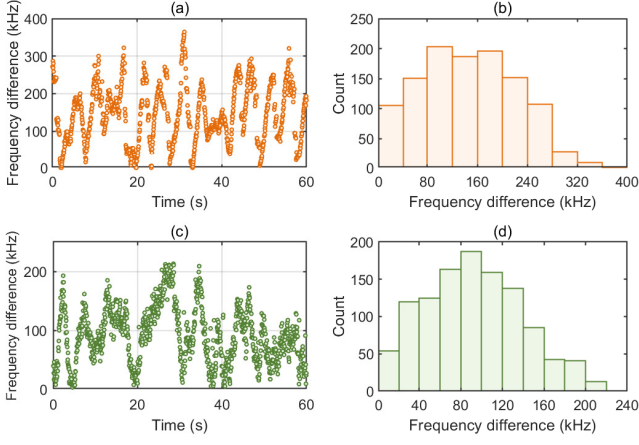 (a)
Frequency difference (kHz)
400
300
200
100
0
0 20 40 60
Time (s)
(b)
Count
250
200
150
100
50
0
0 80 160 240 320 400
Frequency difference (kHz)
(c)
Frequency difference (kHz)
200
100
0
0 20 40 60
Time (s)
(d)
Count
200
150
100
50
0
0 40 80 120 160 200 240
Frequency difference (kHz)